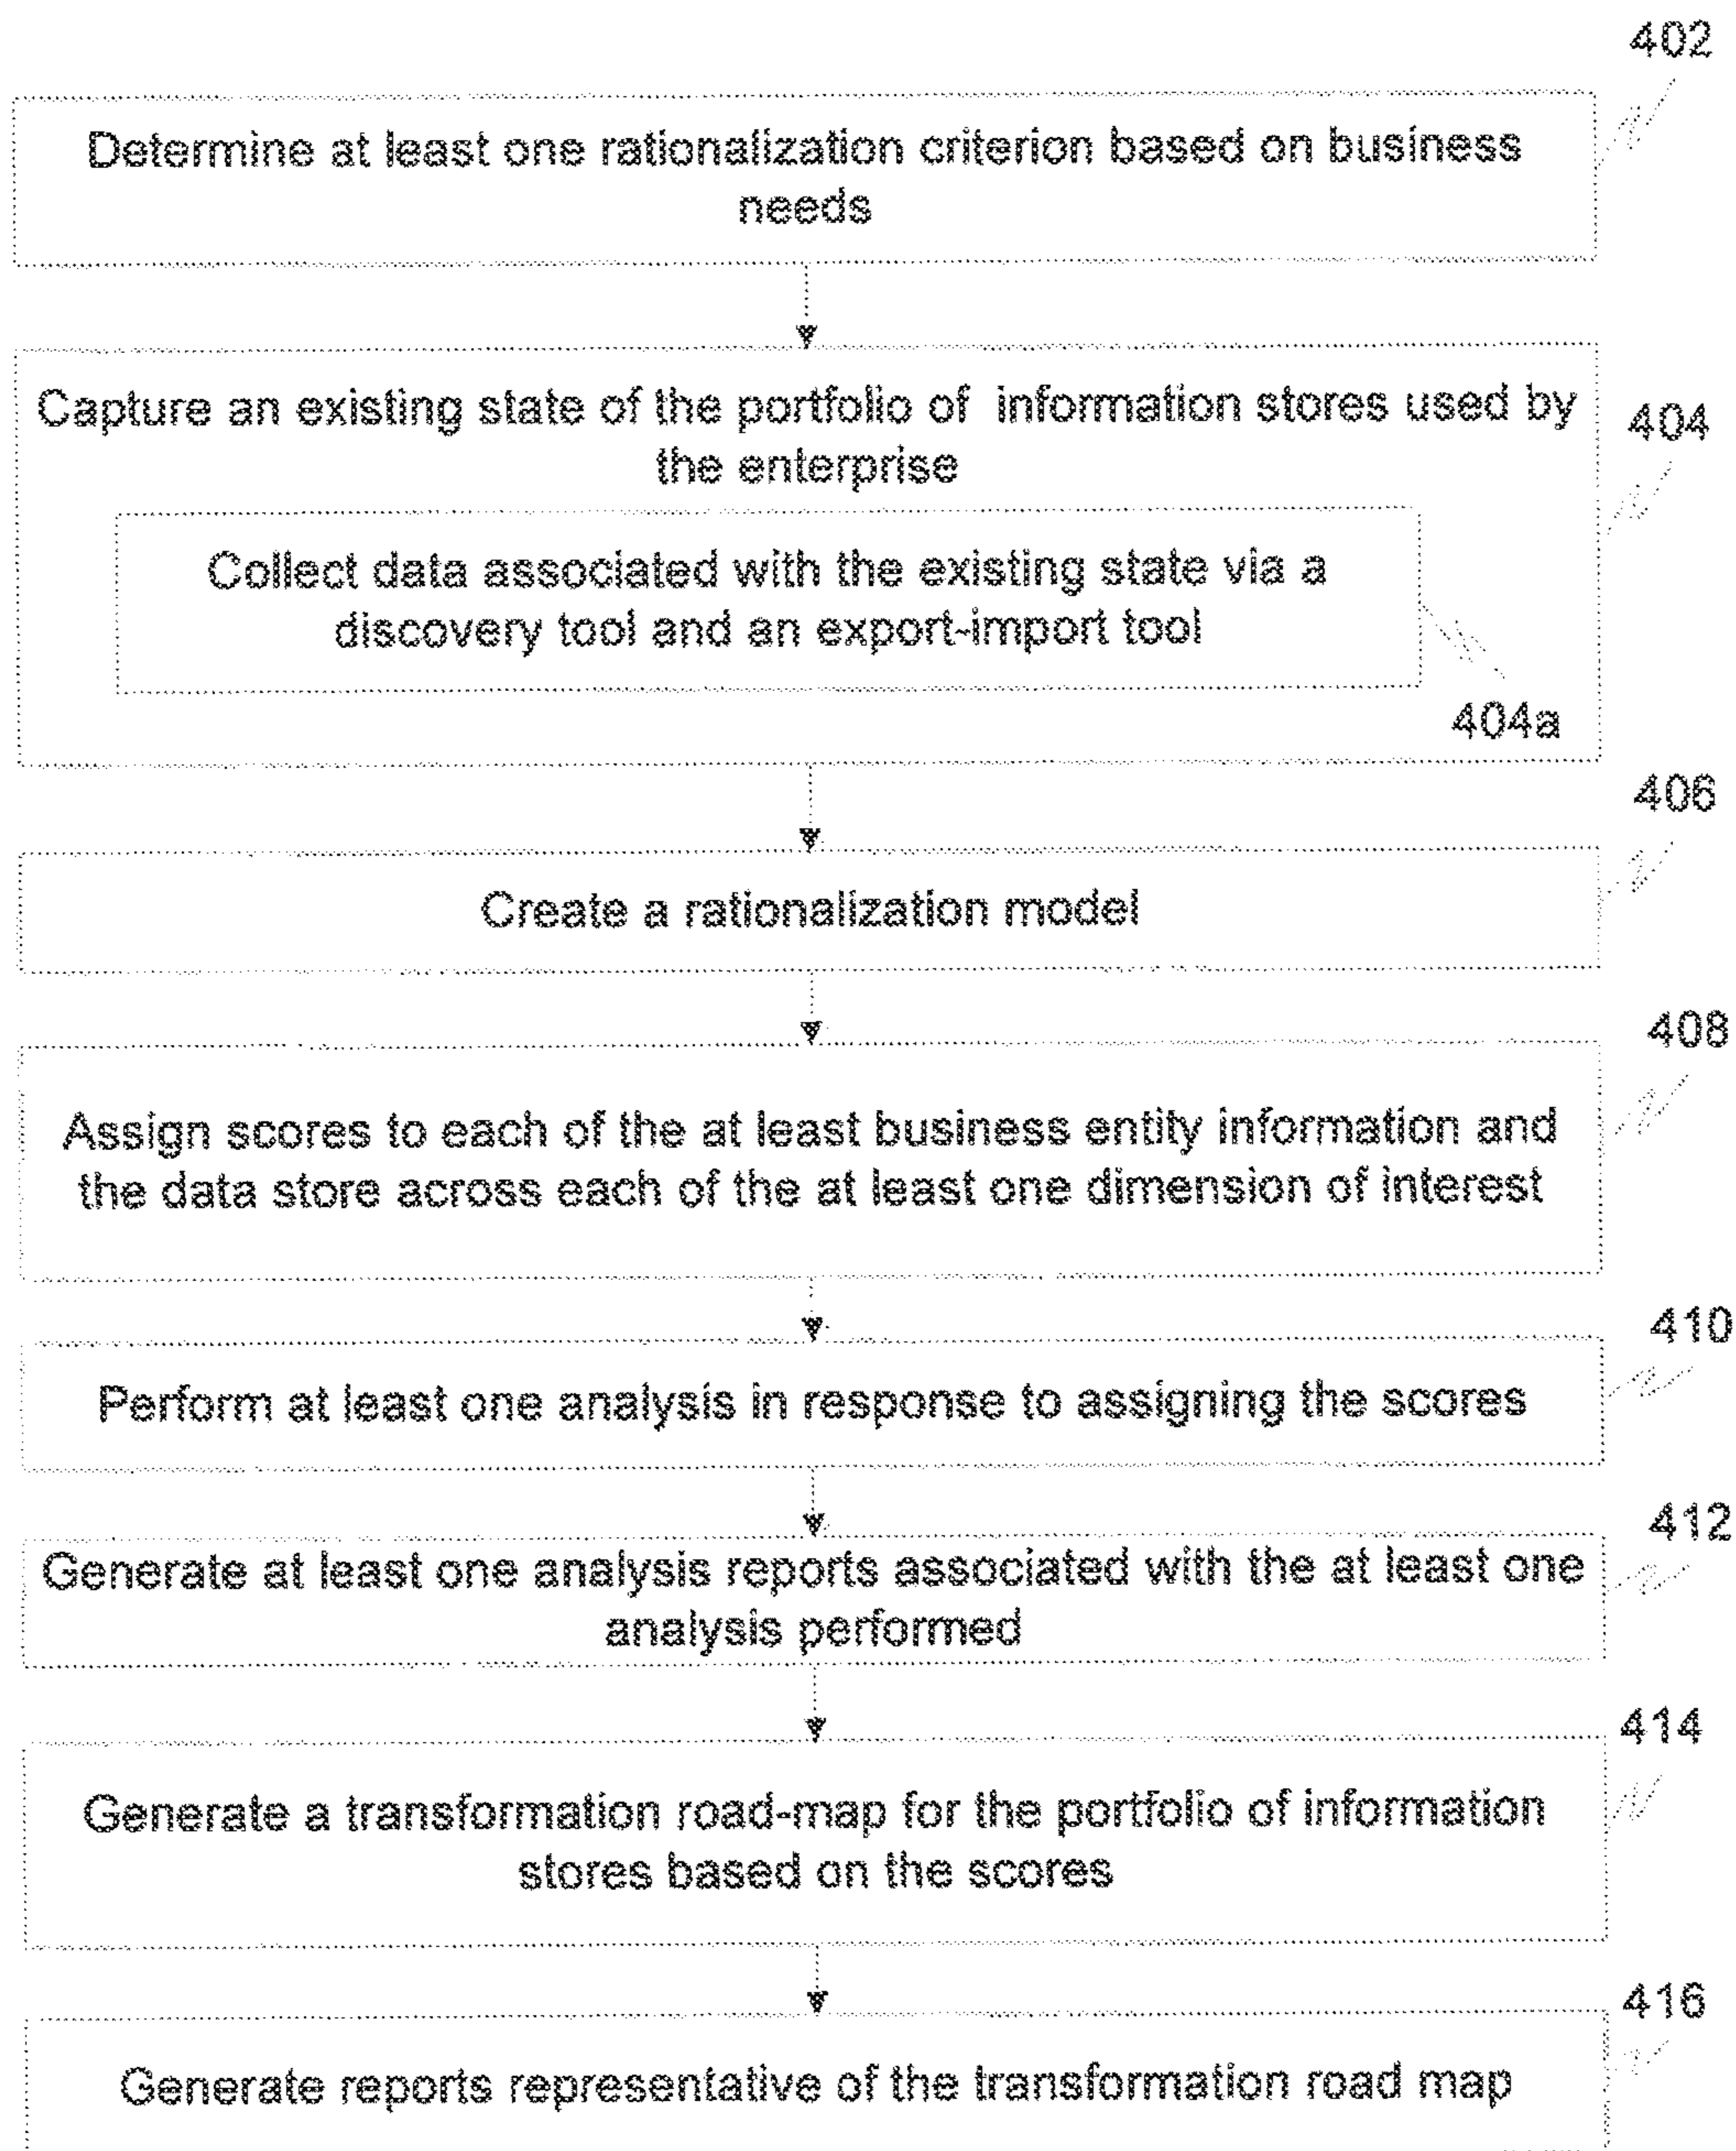 402
Determine at least one rationalization criterion based on business
needs
Capture an existing state of the portfolio of information stores used by
the enterprise
404
Collect data associated with the existing state via a
discovery tool and an export-import tool
404a
406
Create a rationalization model
408
Assign scores to each of the at least business entity information and
the data store across each of the at least one dimension of interest
410
Perform at least one analysis in response to assigning the scores
412
Generate at least one analysis reports associated with the at least one
analysis performed
414
Generate a transformation road-map for the portfolio of information
stores based on the scores
416
Generate reports representative of the transformation road map